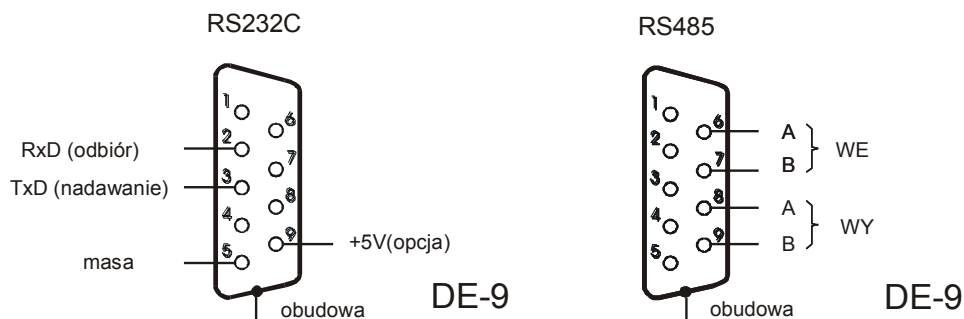 RS232C
1
6
2
RxD (odbiór)
7
3
TxD (nadawanie)
8
4
9
+5V(opcja)
5
masa
obudowa
DE-9
RS485
1
6
A
2
WE
7
B
3
8
A
4
WY
9
B
5
obudowa
DE-9